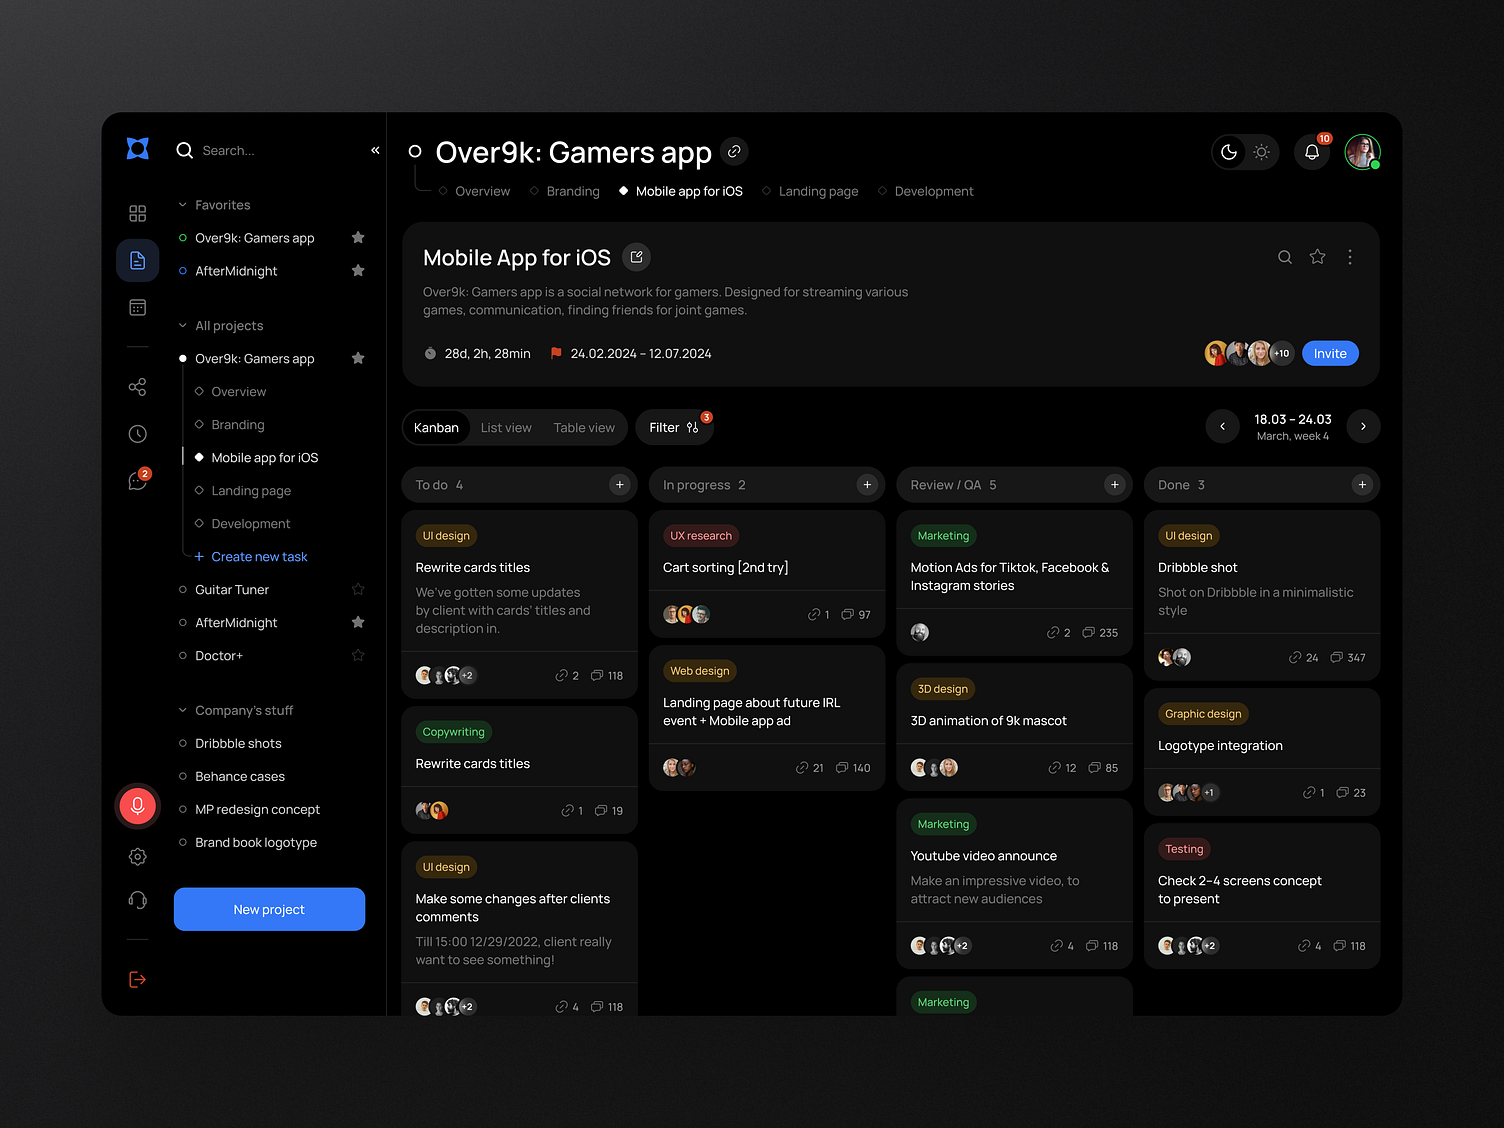 Search...
«
Favorites
Over9k: Gamers app
AfterMidnight
All projects
Over9k: Gamers app
Overview
Branding
Mobile app for iOS
Landing page
Development
+ Create new task
Guitar Tuner
AfterMidnight
Doctor+
Company's stuff
Dribbble shots
Behance cases
MP redesign concept
Brand book logotype
New project
2
Over9k: Gamers app
10
Overview
Branding
Mobile app for iOS
Landing page
Development
Mobile App for iOS
Over9k: Gamers app is a social network for gamers. Designed for streaming various
games, communication, finding friends for joint games.
28d, 2h, 28min
24.02.2024 – 12.07.2024
+10
Invite
Kanban
List view
Table view
Filter
3
18.03 – 24.03
March, week 4
To do 4
+
UI design
Rewrite cards titles
We've gotten some updates
by client with cards' titles and
description in.
+2
2
118
Copywriting
Rewrite cards titles
1
19
UI design
Make some changes after clients
comments
Till 15:00 12/29/2022, client really
want to see something!
+2
4
118
In progress 2
+
UX research
Cart sorting [2nd try]
1
97
Web design
Landing page about future IRL
event + Mobile app ad
21
140
Review / QA 5
+
Marketing
Motion Ads for Tiktok, Facebook &
Instagram stories
2
235
3D design
3D animation of 9k mascot
12
85
Marketing
Youtube video announce
Make an impressive video, to
attract new audiences
+2
4
118
Marketing
Done 3
+
UI design
Dribbble shot
Shot on Dribbble in a minimalistic
style
24
347
Graphic design
Logotype integration
+1
1
23
Testing
Check 2–4 screens concept
to present
+2
4
118